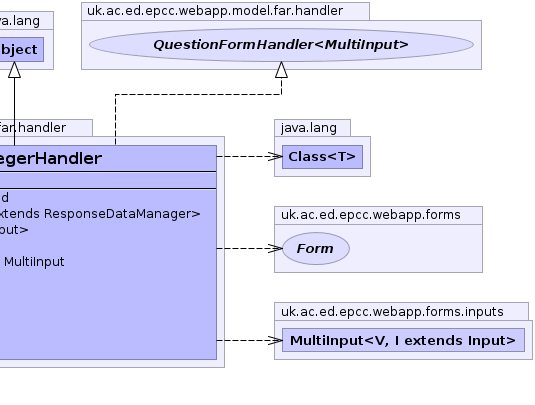 va.lang
bject
uk.ac.ed.epcc.webapp.model.far.handler
QuestionFormHandler<MultiInput>
far.handler
egerHandler
d
xtends ResponseDataManager>
put>
MultiInput
java.lang
Class<T>
uk.ac.ed.epcc.webapp.forms
Form
uk.ac.ed.epcc.webapp.forms.inputs
MultiInput<V, I extends Input>